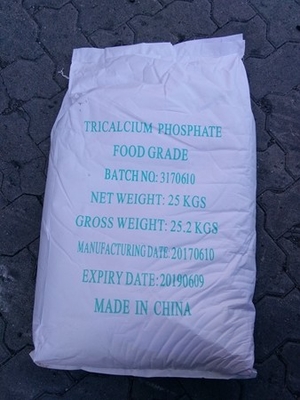 TRICALCIUM PHOSPHATE
FOOD GRADE
BATCH NO: 3170610
NET WEIGHT: 25 KGS
GROSS WEIGHT: 25.2 KGS
MANUFACTURING DATE: 20170610
EXPIRY DATE: 20190609
MADE IN CHINA